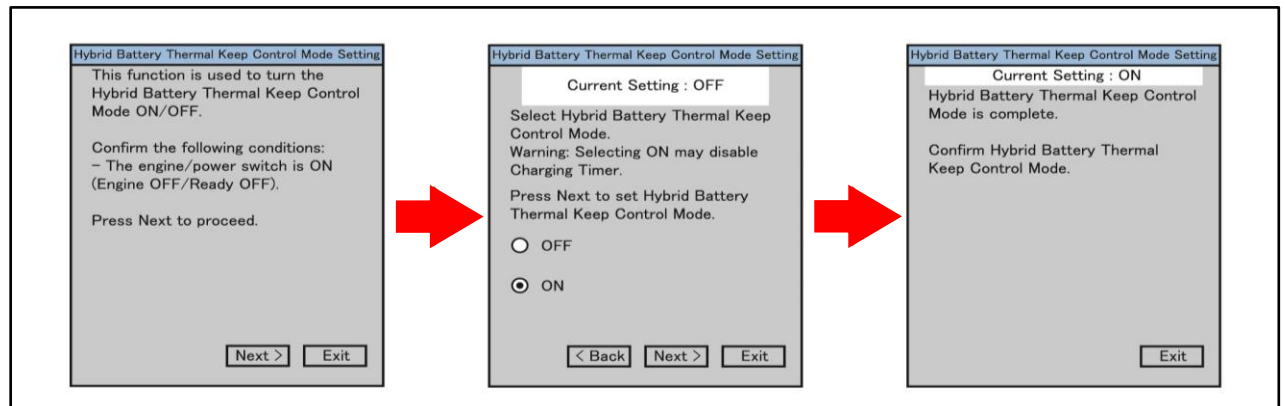 Hybrid Battery Thermal Keep Control Mode Setting
This function is used to turn the
Hybrid Battery Thermal Keep Control
Mode ON/OFF.
Confirm the following conditions:
– The engine/power switch is ON
(Engine OFF/Ready OFF).
Press Next to proceed.
Next >
Exit
Hybrid Battery Thermal Keep Control Mode Setting
Current Setting : OFF
Select Hybrid Battery Thermal Keep
Control Mode.
Warning: Selecting ON may disable
Charging Timer.
Press Next to set Hybrid Battery
Thermal Keep Control Mode.
OFF
ON
< Back
Next >
Exit
Hybrid Battery Thermal Keep Control Mode Setting
Current Setting : ON
Hybrid Battery Thermal Keep Control
Mode is complete.
Confirm Hybrid Battery Thermal
Keep Control Mode.
Exit